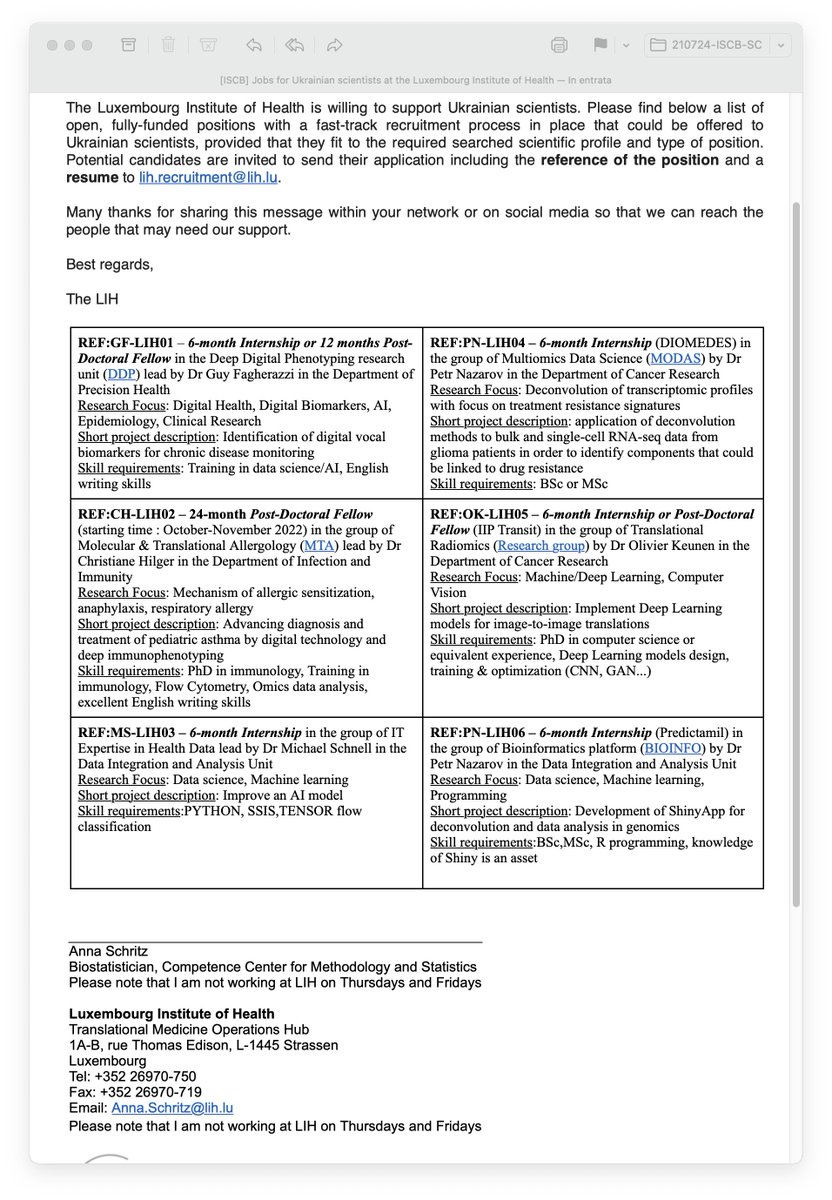 210724-ISCB-SC
[ISCB] Jobs for Ukrainian scientists at the Luxembourg Institute of Health — In entrata
The Luxembourg Institute of Health is willing to support Ukrainian scientists. Please find below a list of
open, fully-funded positions with a fast-track recruitment process in place that could be offered to
Ukrainian scientists, provided that they fit to the required searched scientific profile and type of position.
Potential candidates are invited to send their application including the reference of the position and a
resume to lih.recruitment@lih.lu.
Many thanks for sharing this message within your network or on social media so that we can reach the
people that may need our support.
Best regards,
The LIH
REF:GF-LIH01 – 6-month Internship or 12 months Post-
Doctoral Fellow in the Deep Digital Phenotyping research
unit (DDP) lead by Dr Guy Fagherazzi in the Department of
Precision Health
Research Focus: Digital Health, Digital Biomarkers, AI,
Epidemiology, Clinical Research
Short project description: Identification of digital vocal
biomarkers for chronic disease monitoring
Skill requirements: Training in data science/AI, English
writing skills
REF:PN-LIH04 – 6-month Internship (DIOMEDES) in
the group of Multiomics Data Science (MODAS) by Dr
Petr Nazarov in the Department of Cancer Research
Research Focus: Deconvolution of transcriptomic profiles
with focus on treatment resistance signatures
Short project description: application of deconvolution
methods to bulk and single-cell RNA-seq data from
glioma patients in order to identify components that could
be linked to drug resistance
Skill requirements: BSc or MSc
REF:CH-LIH02 – 24-month Post-Doctoral Fellow
(starting time : October-November 2022) in the group of
Molecular & Translational Allergology (MTA) lead by Dr
Christiane Hilger in the Department of Infection and
Immunity
Research Focus: Mechanism of allergic sensitization,
anaphylaxis, respiratory allergy
Short project description: Advancing diagnosis and
treatment of pediatric asthma by digital technology and
deep immunophenotyping
Skill requirements: PhD in immunology, Training in
immunology, Flow Cytometry, Omics data analysis,
excellent English writing skills
REF:OK-LIH05 – 6-month Internship or Post-Doctoral
Fellow (IIP Transit) in the group of Translational
Radiomics (Research group) by Dr Olivier Keunen in the
Department of Cancer Research
Research Focus: Machine/Deep Learning, Computer
Vision
Short project description: Implement Deep Learning
models for image-to-image translations
Skill requirements: PhD in computer science or
equivalent experience, Deep Learning models design,
training & optimization (CNN, GAN...)
REF:MS-LIH03 – 6-month Internship in the group of IT
Expertise in Health Data lead by Dr Michael Schnell in the
Data Integration and Analysis Unit
Research Focus: Data science, Machine learning
Short project description: Improve an AI model
Skill requirements:PYTHON, SSIS,TENSOR flow
classification
REF:PN-LIH06 – 6-month Internship (Predictamil) in
the group of Bioinformatics platform (BIOINFO) by Dr
Petr Nazarov in the Data Integration and Analysis Unit
Research Focus: Data science, Machine learning,
Programming
Short project description: Development of ShinyApp for
deconvolution and data analysis in genomics
Skill requirements:BSc,MSc, R programming, knowledge
of Shiny is an asset
Anna Schritz
Biostatistician, Competence Center for Methodology and Statistics
Please note that I am not working at LIH on Thursdays and Fridays
Luxembourg Institute of Health
Translational Medicine Operations Hub
1A-B, rue Thomas Edison, L-1445 Strassen
Luxembourg
Tel: +352 26970-750
Fax: +352 26970-719
Email: Anna.Schritz@lih.lu
Please note that I am not working at LIH on Thursdays and Fridays